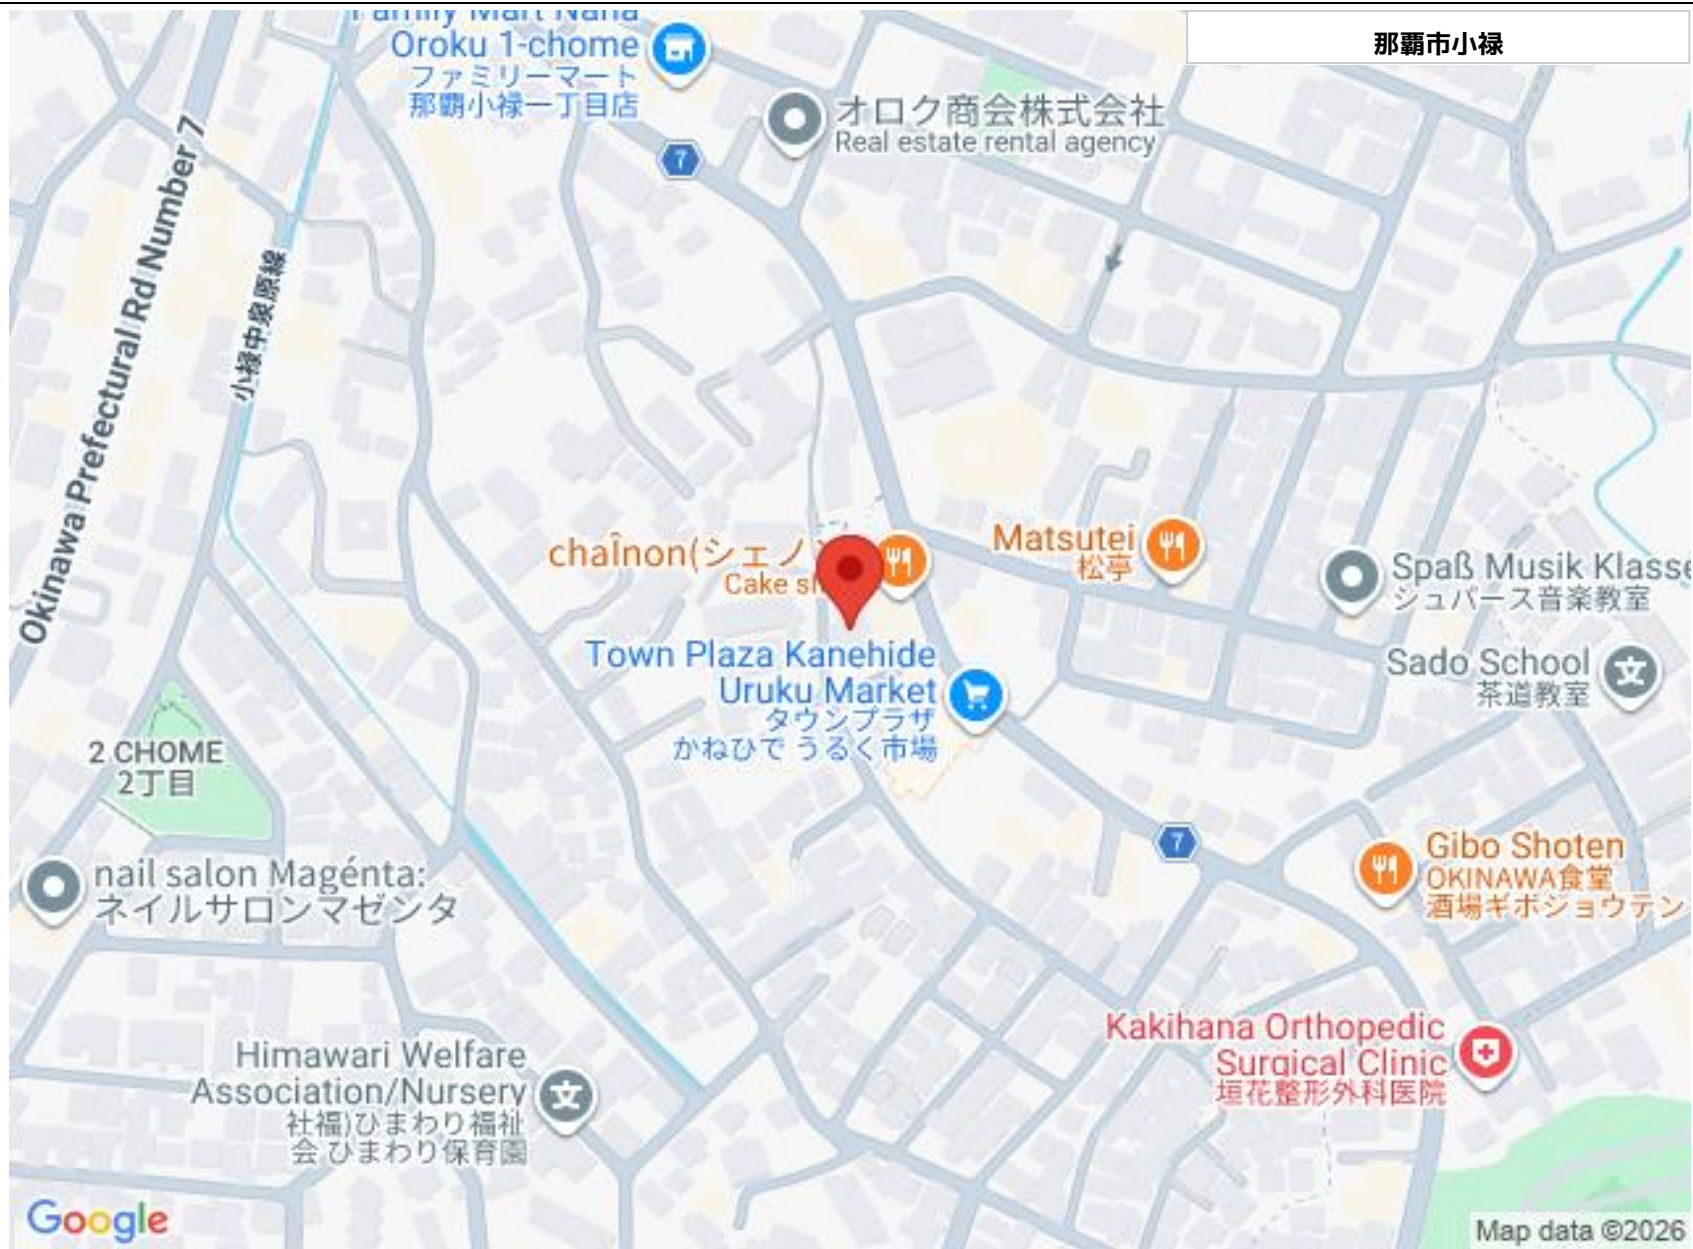 Family Mart Naha
Oroku 1-chome
ファミリーマート
那覇小禄一丁目店
那覇市小禄
オロク商会株式会社
Real estate rental agency
7
Okinawa Prefectural Rd Number 7
小禄中泉原線
chaÎnon(シェノ
Cake
Matsutei
松亭
Spaß Musik Klasse
シュパース音楽教室
Town Plaza Kanehide
Uruku Market
タウンプラザ
かねひで うるく市場
Sado School
茶道教室
2 CHOME
2丁目
7
Gibo Shoten
OKINAWA食堂
酒場ギボジョウテン
nail salon Magénta:
ネイルサロンマゼンタ
Kakihana Orthopedic
Surgical Clinic
垣花整形外科医院
Himawari Welfare
Association/Nursery
社福)ひまわり福祉
会 ひまわり保育園
Google
Map data ©2026